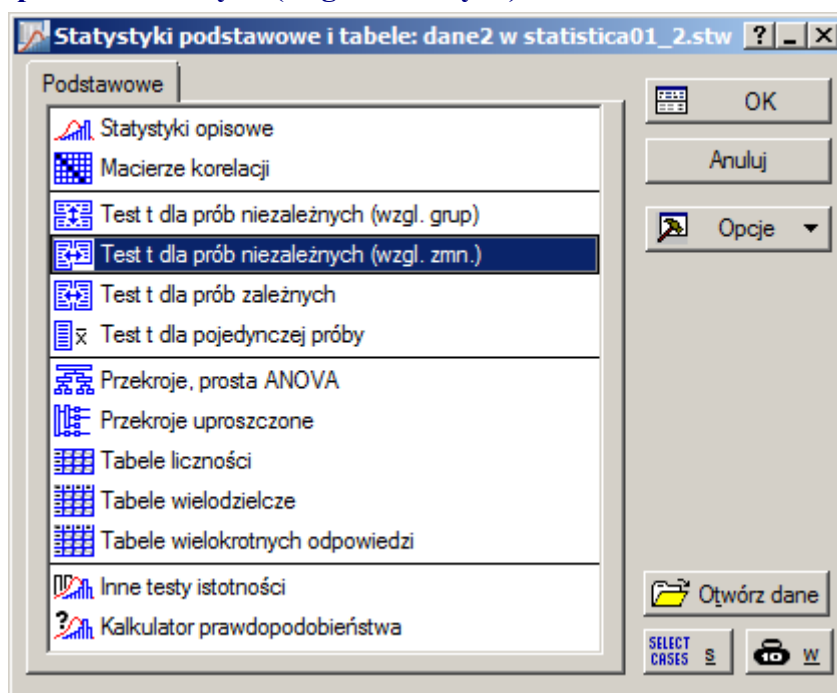 Statystyki podstawowe i tabele: dane2 w statistica01_2.stw
Podstawowe
Statystyki opisowe
Macierze korelacji
Test t dla prób niezależnych (wzgl. grup)
Test t dla prób niezależnych (wzgl. zmn.)
Test t dla prób zależnych
Test t dla pojedynczej próby
Przekroje, prosta ANOVA
Przekroje uproszczone
Tabele liczności
Tabele wielodzielcze
Tabele wielokrotnych odpowiedzi
Inne testy istotności
Kalkulator prawdopodobieństwa
OK
Anuluj
Opcje
Otwórz dane
SELECT
CASES S
10 W